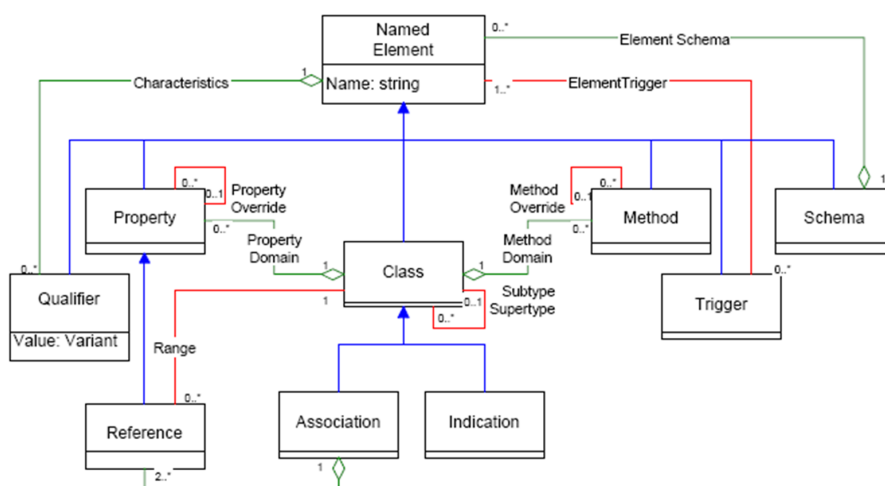 Named
Element
0..*
Element Schema
1
Characteristics
Name: string
1..*
ElementTrigger
0..*
0..1
Property
Override
Method
Override
0..*
0..1
Property
0..*
Property
Domain
Method
Domain
0..*
Method
1
Schema
1
Class
1
0..*
Qualifier
1
0..1
0..*
Subtype
Supertype
0..*
Trigger
Value: Variant
Range
0..*
Reference
Association
Indication
2..*
1